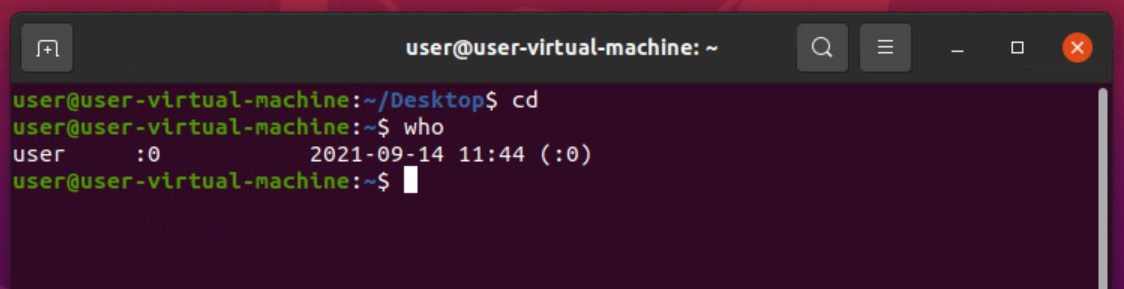 user@user-virtual-machine: ~
user@user-virtual-machine:~/Desktop$ cd
user@user-virtual-machine:~$ who
user     :0           2021-09-14 11:44 (:0)
user@user-virtual-machine:~$